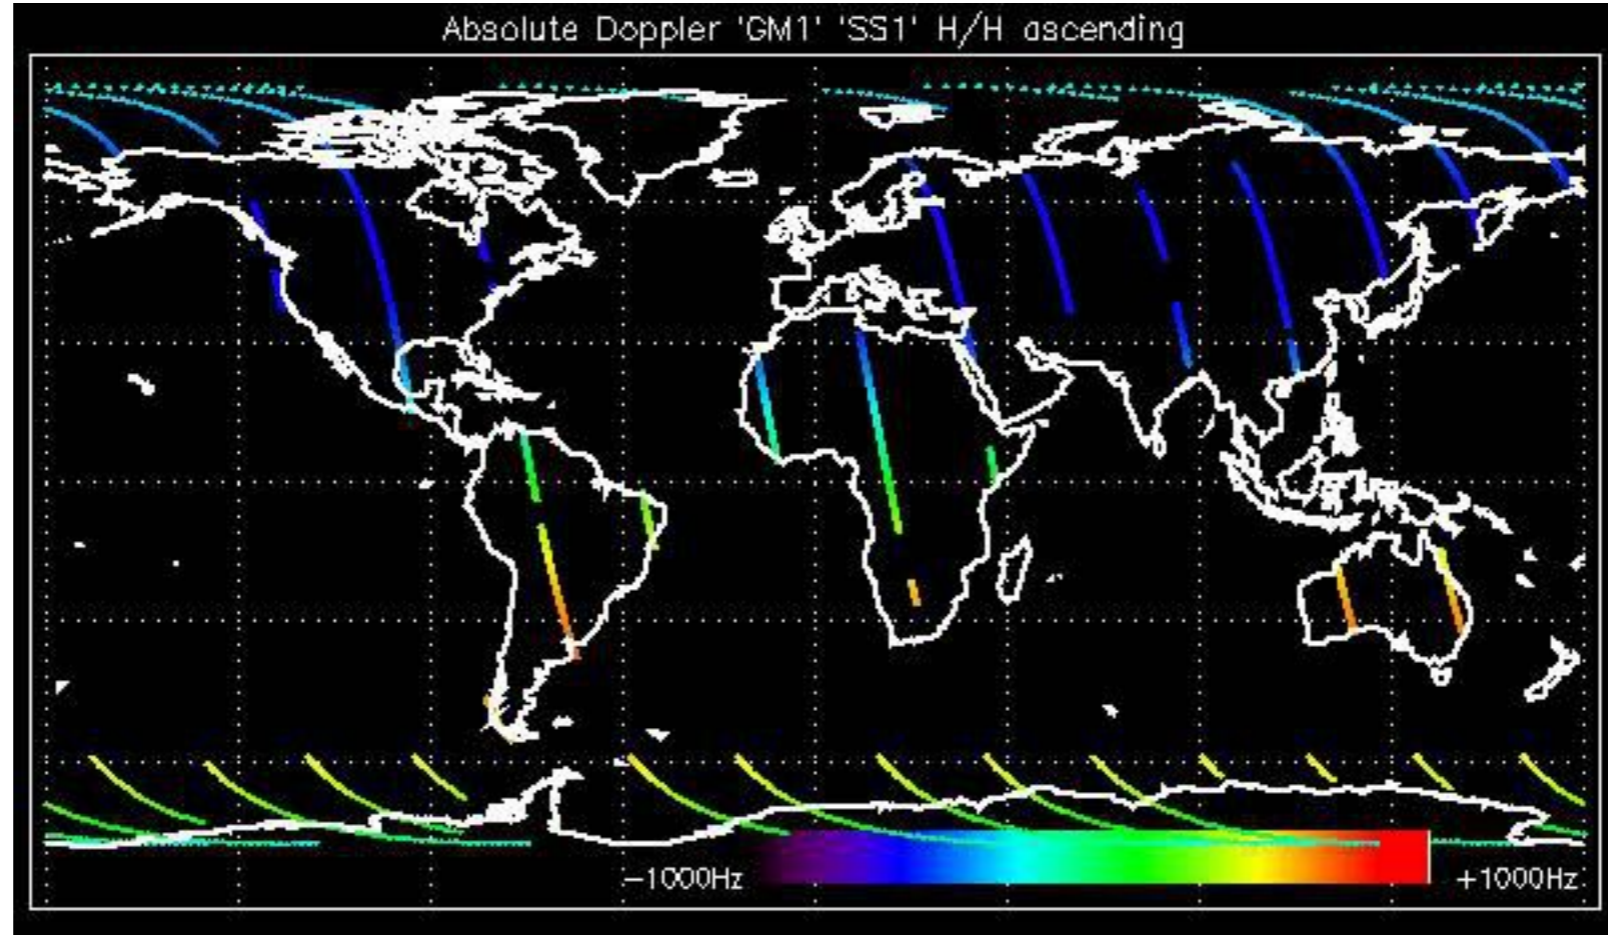 Absolute Doppler 'GM1' 'SS1' H/H ascending
-1000Hz
+1000Hz